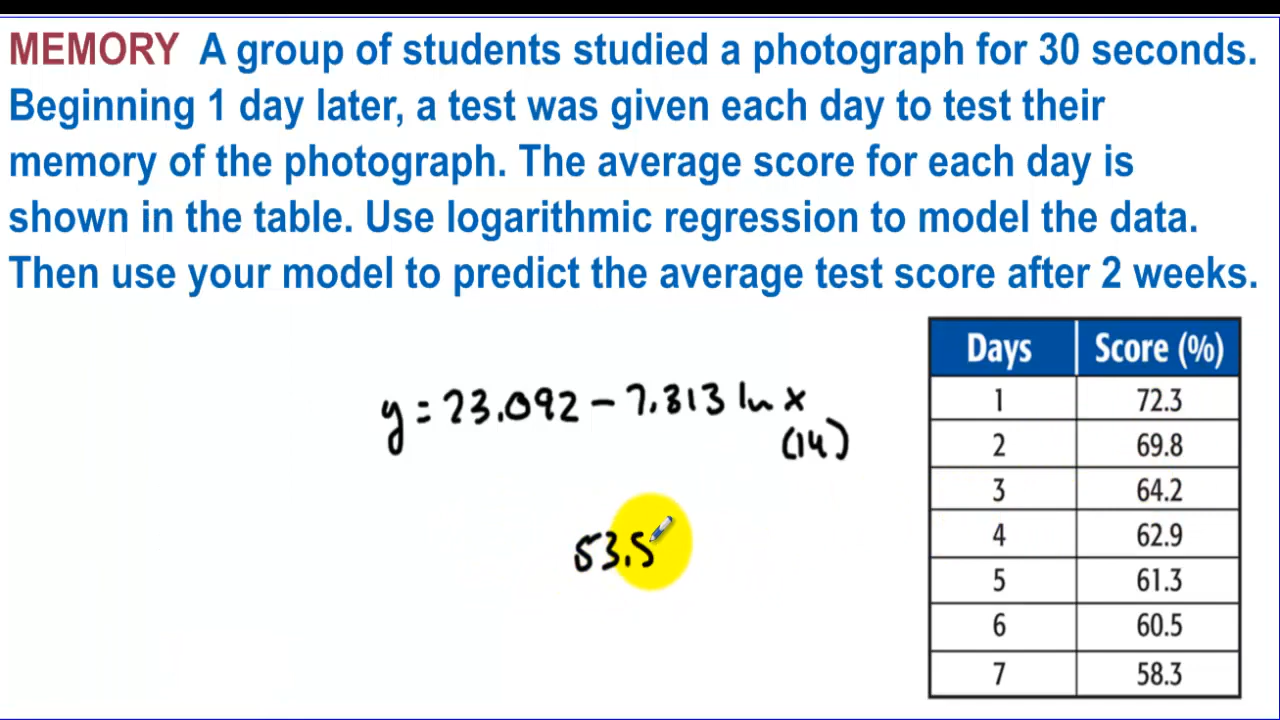 MEMORY A group of students studied a photograph for 30 seconds.
Beginning 1 day later, a test was given each day to test their
memory of the photograph. The average score for each day is
shown in the table. Use logarithmic regression to model the data.
Then use your model to predict the average test score after 2 weeks.
Days Score (%)
1 72.3
2 69.8
3 64.2
4 62.9
5 61.3
6 60.5
7 58.3
y = 73.092 - 7.313 ln x
(14)
53.5